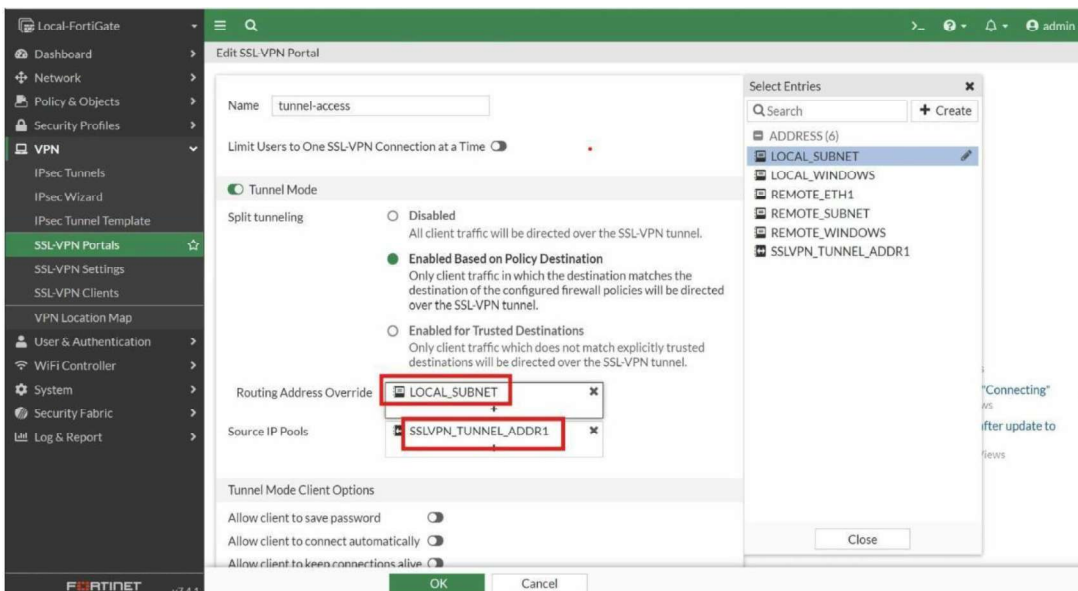 Local-FortiGate
admin
Dashboard
Network
Policy & Objects
Security Profiles
VPN
IPsec Tunnels
IPsec Wizard
IPsec Tunnel Template
SSL-VPN Portals
SSL-VPN Settings
SSL-VPN Clients
VPN Location Map
User & Authentication
WiFi Controller
System
Security Fabric
Log & Report
FORTINET
Edit SSL-VPN Portal
Name tunnel-access
Limit Users to One SSL-VPN Connection at a Time
Tunnel Mode
Split tunneling
Disabled
All client traffic will be directed over the SSL-VPN tunnel.
Enabled Based on Policy Destination
Only client traffic in which the destination matches the
destination of the configured firewall policies will be directed
over the SSL-VPN tunnel.
Enabled for Trusted Destinations
Only client traffic which does not match explicitly trusted
destinations will be directed over the SSL-VPN tunnel.
Routing Address Override LOCAL_SUBNET
+
Source IP Pools SSLVPN_TUNNEL_ADDR1
Tunnel Mode Client Options
Allow client to save password
Allow client to connect automatically
Allow client to keep connections alive
OK Cancel
Select Entries
Search + Create
ADDRESS (6)
LOCAL_SUBNET
LOCAL_WINDOWS
REMOTE_ETH1
REMOTE_SUBNET
REMOTE_WINDOWS
SSLVPN_TUNNEL_ADDR1
Close
"Connecting"
after update to
Views